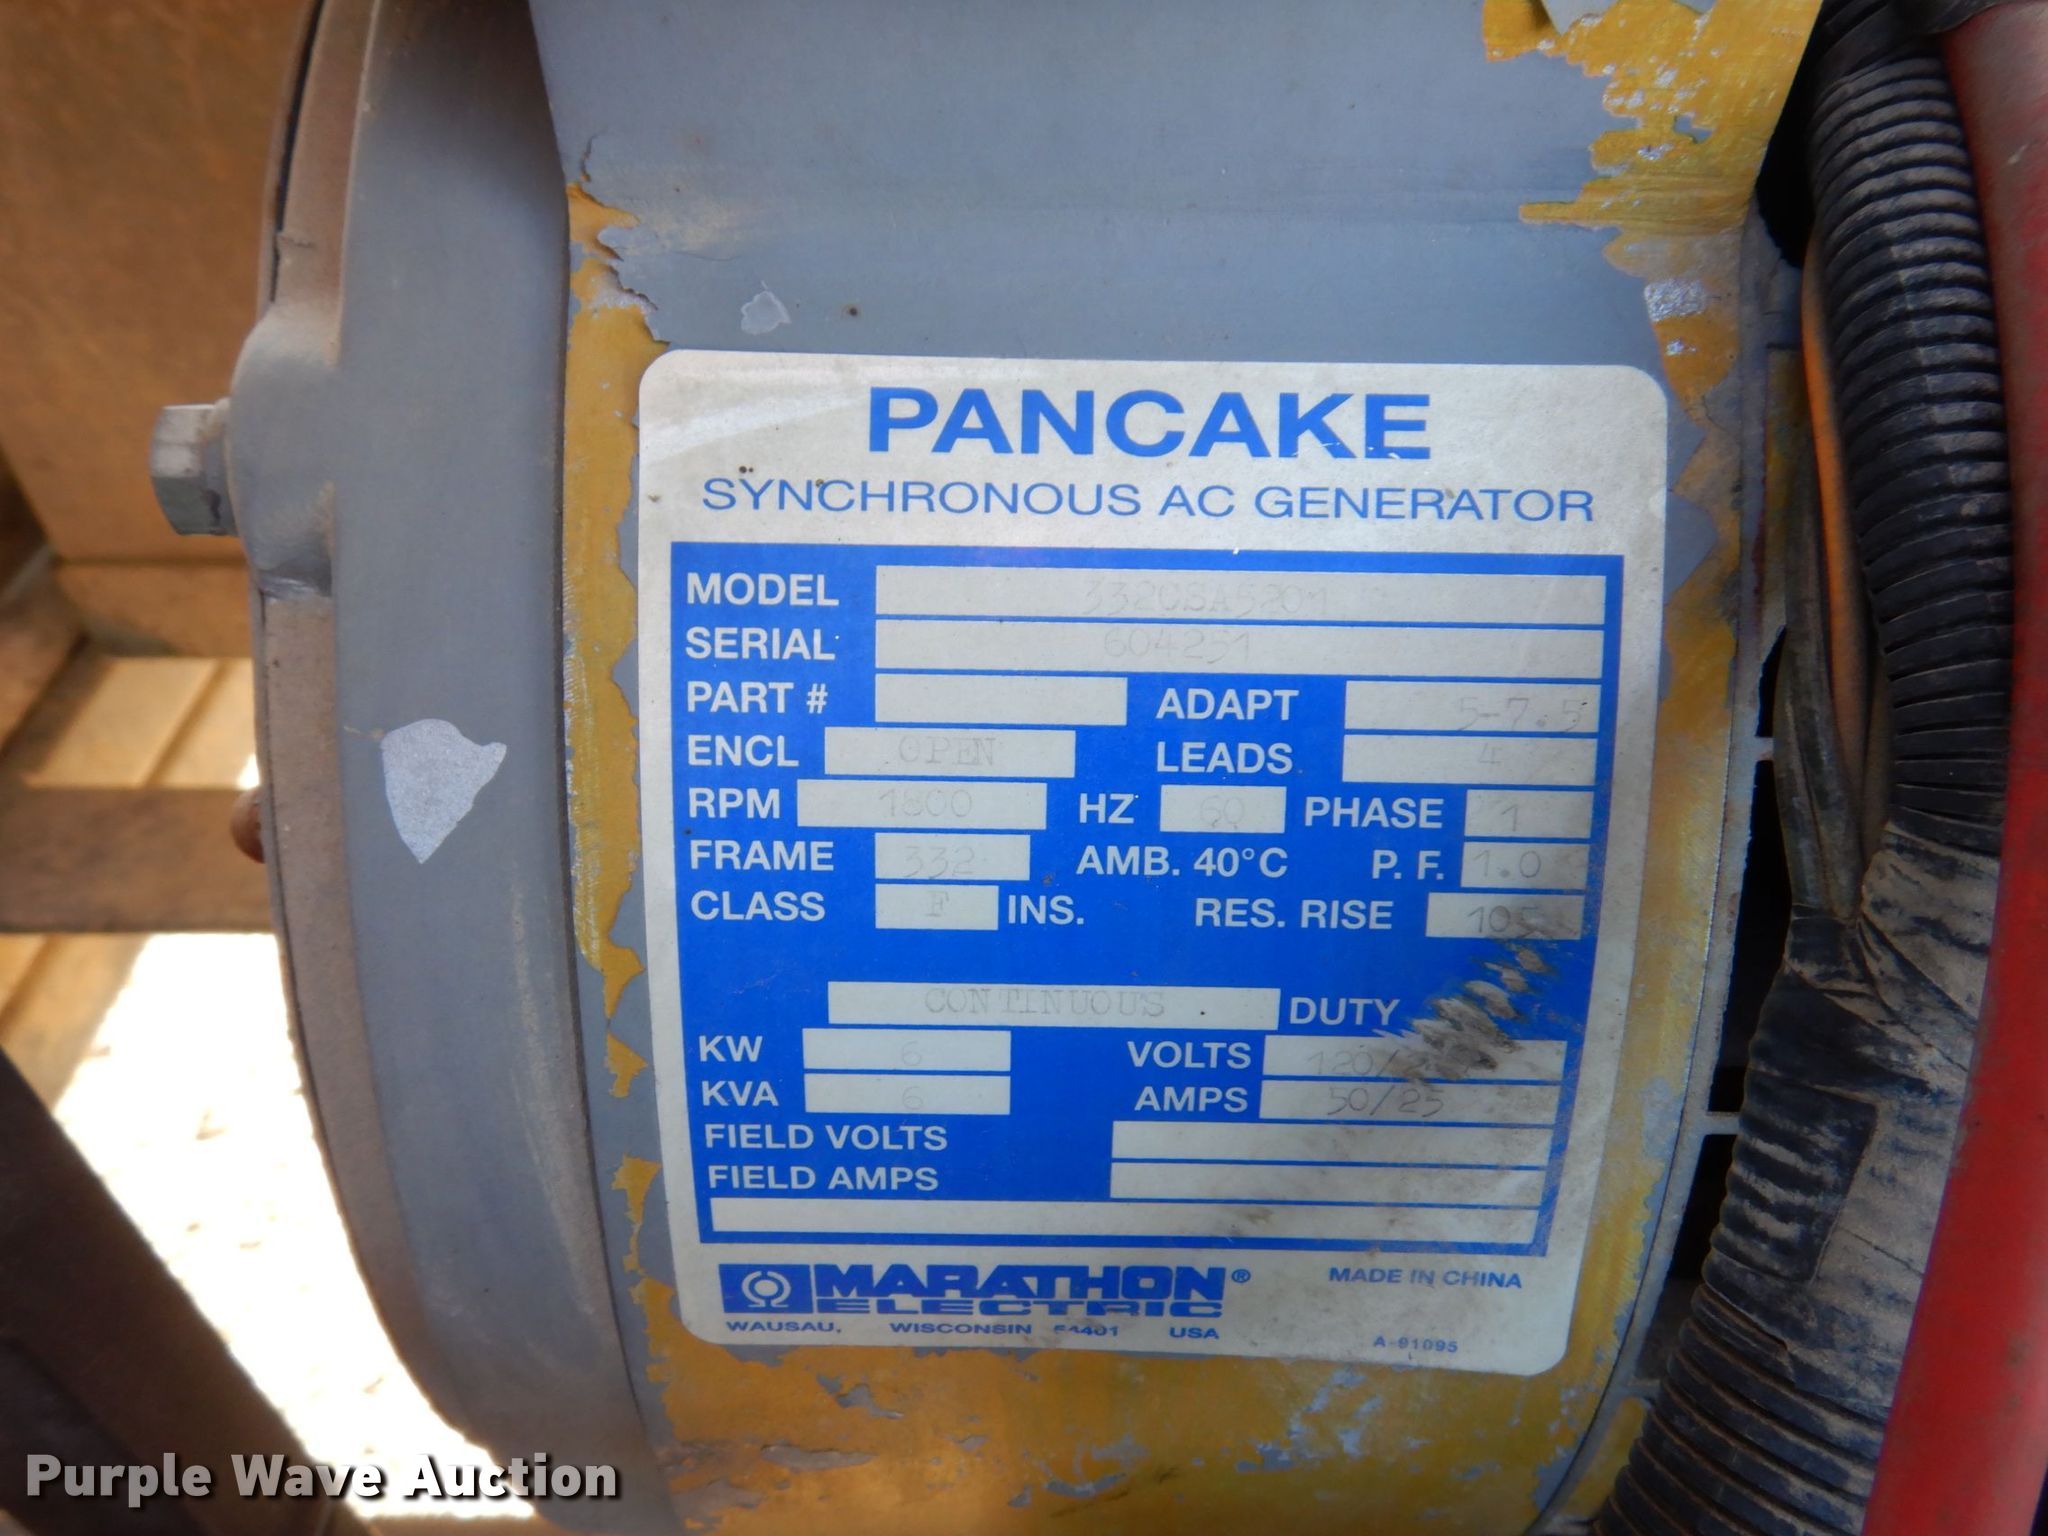 PANCAKE
SYNCHRONOUS AC GENERATOR
MODEL 332CSA5201
SERIAL 604251
PART # ADAPT 5-7.5
ENCL OPEN LEADS 4
RPM 1800 HZ 60 PHASE 1
FRAME 332 AMB. 40°C P. F. 1.0
CLASS F INS. RES. RISE 105
CONTINUOUS DUTY
KW 6 VOLTS 120/
KVA 6 AMPS 50/25
FIELD VOLTS
FIELD AMPS
MARATHON® MADE IN CHINA
ELECTRIC
WAUSAU, WISCONSIN 54401 USA
A-91095
Purple Wave Auction